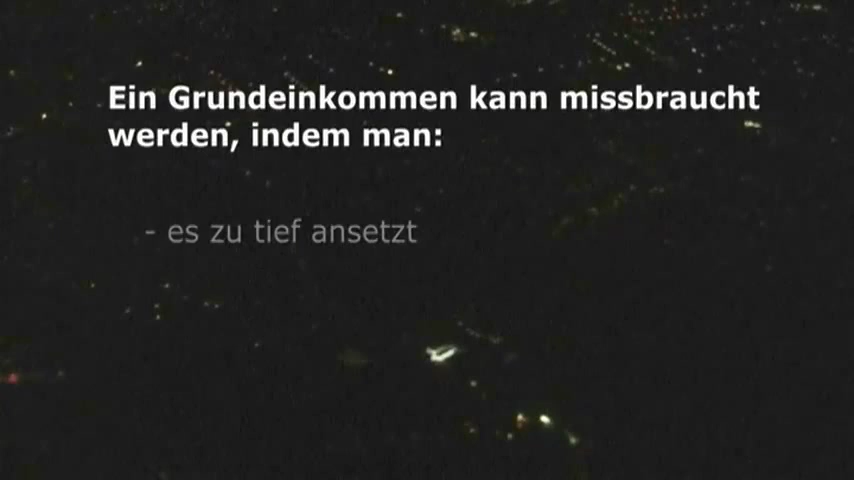 Ein Grundeinkommen kann missbraucht
werden, indem man:
- es zu tief ansetzt